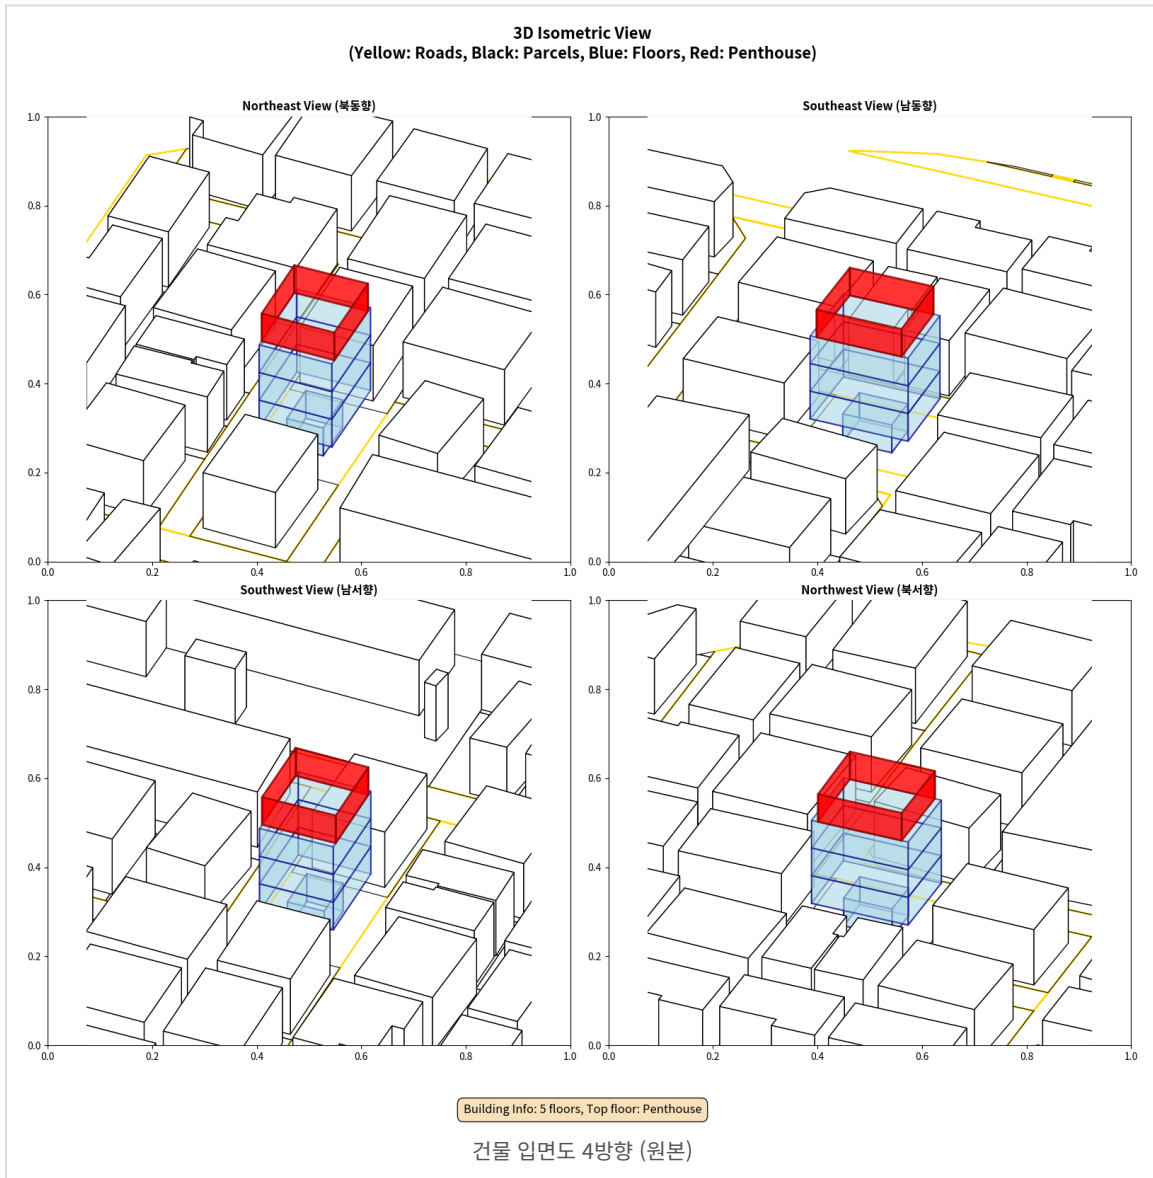 3D Isometric View
(Yellow: Roads, Black: Parcels, Blue: Floors, Red: Penthouse)
Northeast View (북동향)
1.0
0.8
0.6
0.4
0.2
0.0
0.0 0.2 0.4 0.6 0.8 1.0
Southeast View (남동향)
1.0
0.8
0.6
0.4
0.2
0.0
0.0 0.2 0.4 0.6 0.8 1.0
Southwest View (남서향)
1.0
0.8
0.6
0.4
0.2
0.0
0.0 0.2 0.4 0.6 0.8 1.0
Northwest View (북서향)
1.0
0.8
0.6
0.4
0.2
0.0
0.0 0.2 0.4 0.6 0.8 1.0
Building Info: 5 floors, Top floor: Penthouse
건물 입면도 4방향 (원본)